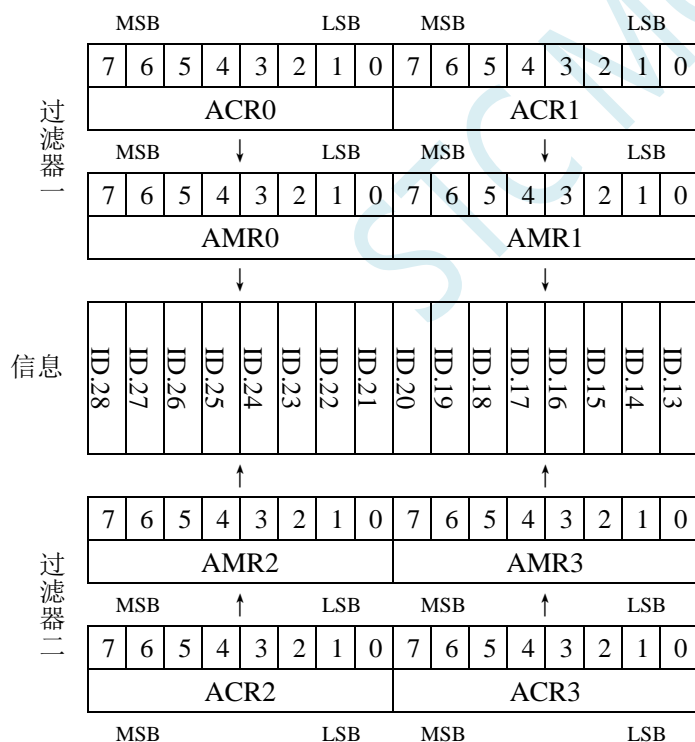 MSB LSB MSB LSB
7 6 5 4 3 2 1 0 7 6 5 4 3 2 1 0
ACR0 ACR1
过滤器一
MSB LSB MSB LSB
7 6 5 4 3 2 1 0 7 6 5 4 3 2 1 0
AMR0 AMR1
信息
ID.28 ID.27 ID.26 ID.25 ID.24 ID.23 ID.22 ID.21 ID.20 ID.19 ID.18 ID.17 ID.16 ID.15 ID.14 ID.13
7 6 5 4 3 2 1 0 7 6 5 4 3 2 1 0
AMR2 AMR3
过滤器二
MSB LSB MSB LSB
7 6 5 4 3 2 1 0 7 6 5 4 3 2 1 0
ACR2 ACR3
MSB LSB MSB LSB
STC M